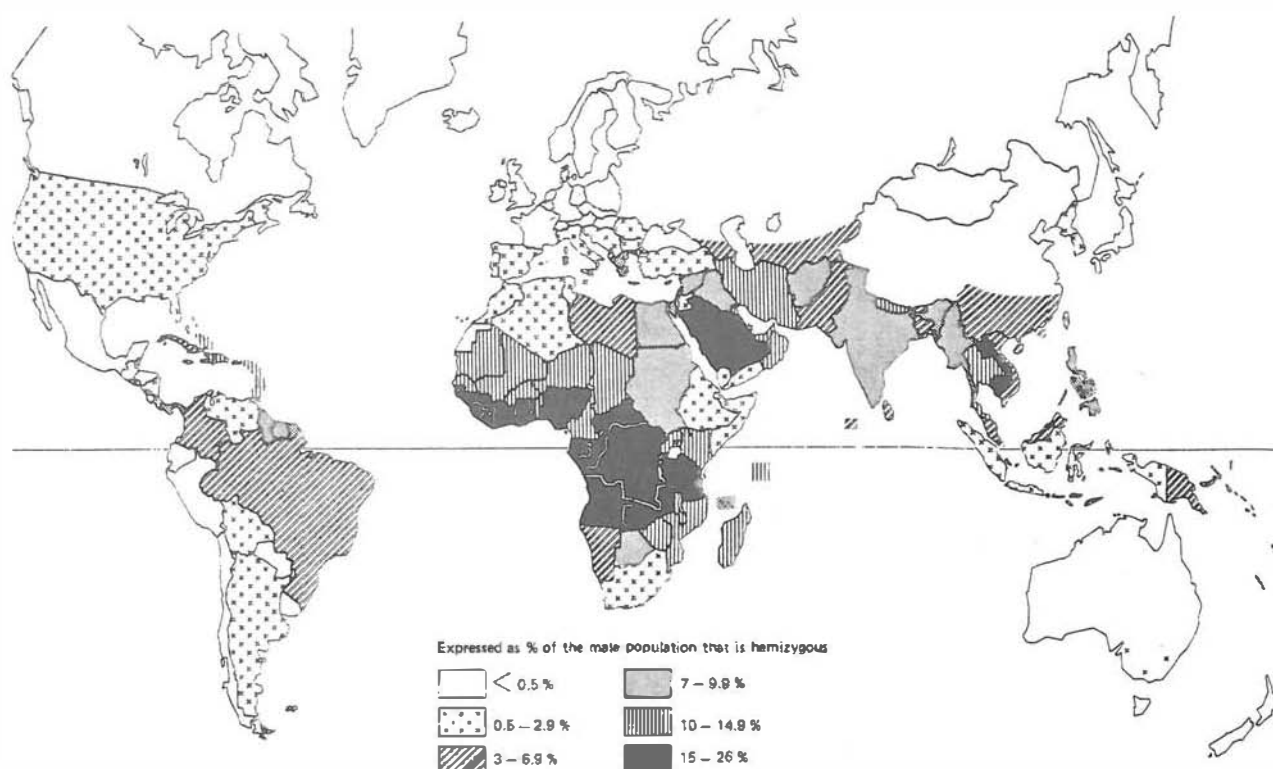 Expressed as % of the male population that is hemizygous
< 0.5 %
0.5 – 2.9 %
3 – 6.9 %
7 – 9.9 %
10 – 14.9 %
15 – 26 %